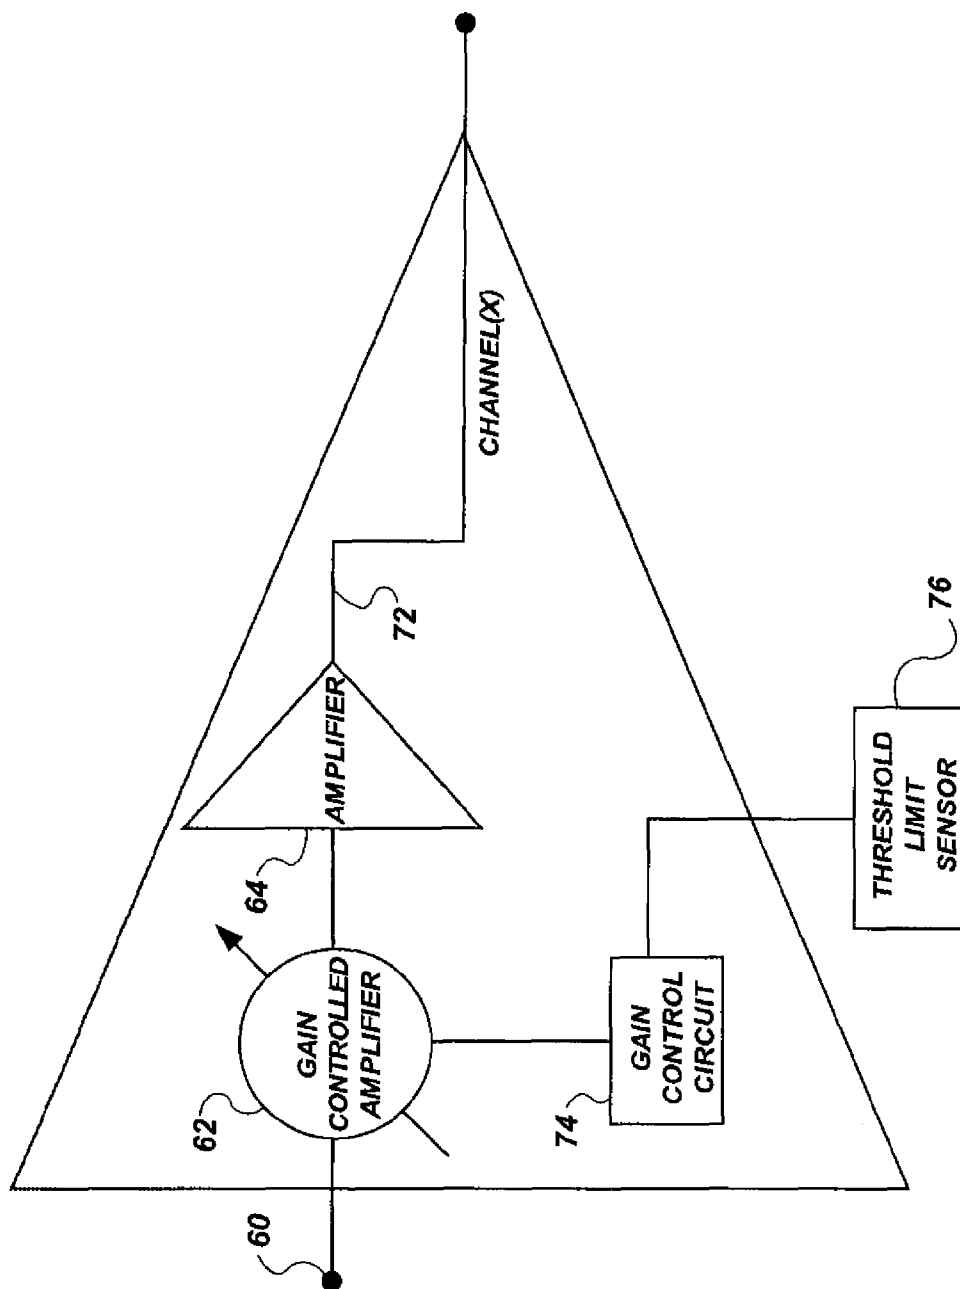 60
62
GAIN
CONTROLLED
AMPLIFIER
64
AMPLIFIER
72
CHANNEL(X)
74
GAIN
CONTROL
CIRCUIT
THRESHOLD
LIMIT
SENSOR
76